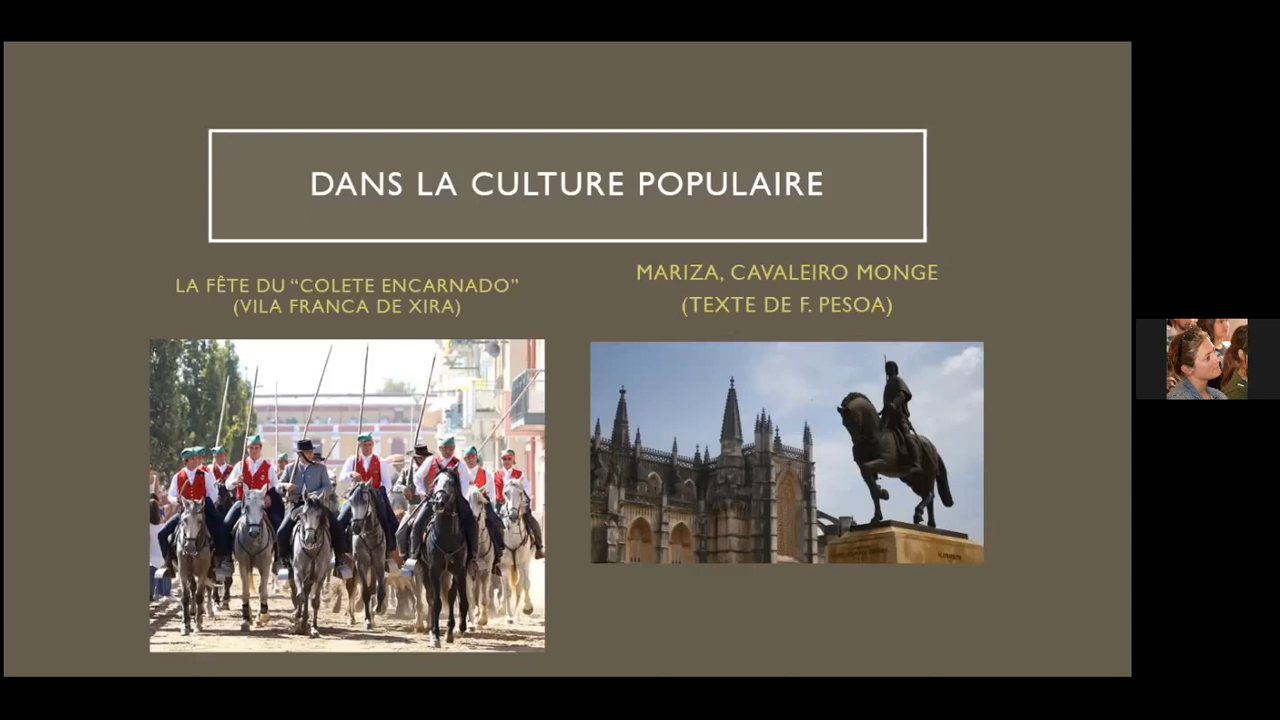 DANS LA CULTURE POPULAIRE
LA FÊTE DU “COLETE ENCARNADO”
(VILA FRANCA DE XIRA)
MARIZA, CAVALEIRO MONGE
(TEXTE DE F. PESOA)